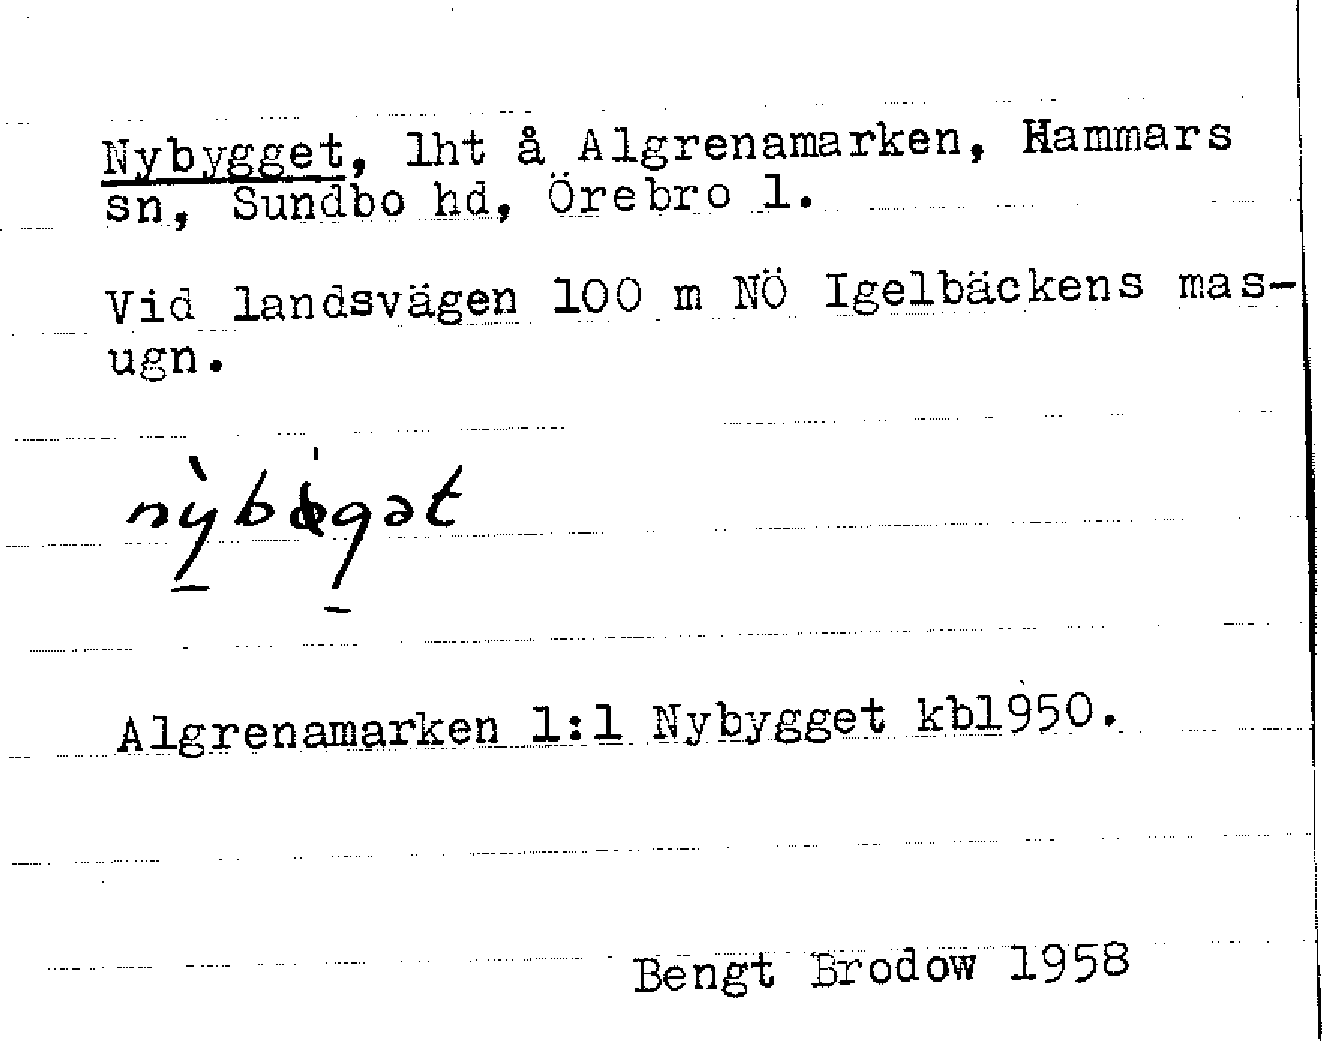 Nybygget, lht å Algrenamarken, Hammars
sn, Sundbo hd, Örebro l.
Vid landsvägen 100 m NÖ Igelbäckens mas-
ugn.
Algrenamarken 1:1 Nybygget kb1950.
Bengt Brodow 1958